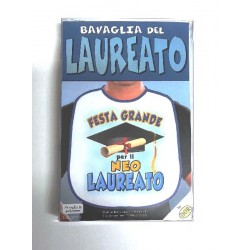 BAVAGLIA DEL
LAUREATO
FESTA GRANDE
per il
NEO
LAUREATO